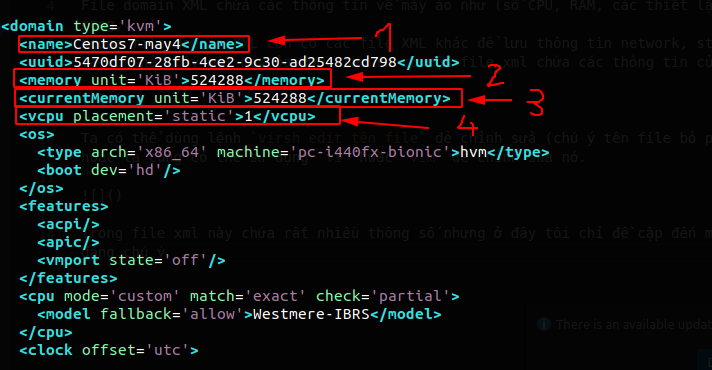 File domain XML chứa các thông tin về máy ảo như (số CPU, RAM, các thiết lậ
<domain type='kvm'>
<name>Centos7-may4</name> 1
<uuid>5470df07-28fb-4ce2-9c30-ad25482cd798</uuid>
<memory unit='KiB'>524288</memory> 2
<currentMemory unit='KiB'>524288</currentMemory> 3
<vcpu placement='static'>1</vcpu> 4
<os>
<type arch='x86_64' machine='pc-i440fx-bionic'>hvm</type>
<boot dev='hd'/>
</os>
<features>
<acpi/>
<apic/>
<vmport state='off'/>
</features>
<cpu mode='custom' match='exact' check='partial'>
<model fallback='allow'>Westmere-IBRS</model>
</cpu>
There is an available updat
<clock offset='utc'>